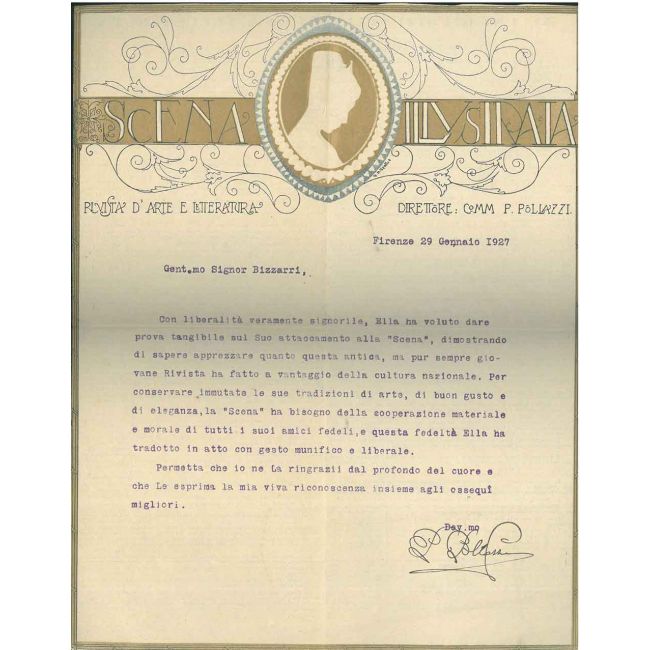 SCENA ILLVSTRATA
RIVISTA D'ARTE E LETTERATURA
DIRETTORE: COMM P. POLLAZZI.
Firenze 29 Gennaio 1927
Gent.mo Signor Bizzarri,
Con liberalità veramente signorile, Ella ha voluto dare
prova tangibile sul Suo attaccamento alla "Scena", dimostrando
di sapere apprezzare quanto questa antica, ma pur sempre gio-
vane Rivista ha fatto a vantaggio della cultura nazionale. Per
conservare immutate le sue tradizioni di arte, di buon gusto e
di eleganza, la "Scena" ha bisogno della cooperazione materiale
e morale di tutti i suoi amici fedeli,e questa fedeltà Ella ha
tradotto in atto con gesto munifico e liberale.
Permetta che io ne La ringrazii dal profondo del cuore e
che Le esprima la mia viva riconoscenza insieme agli ossequî
migliori.
Dev.mo